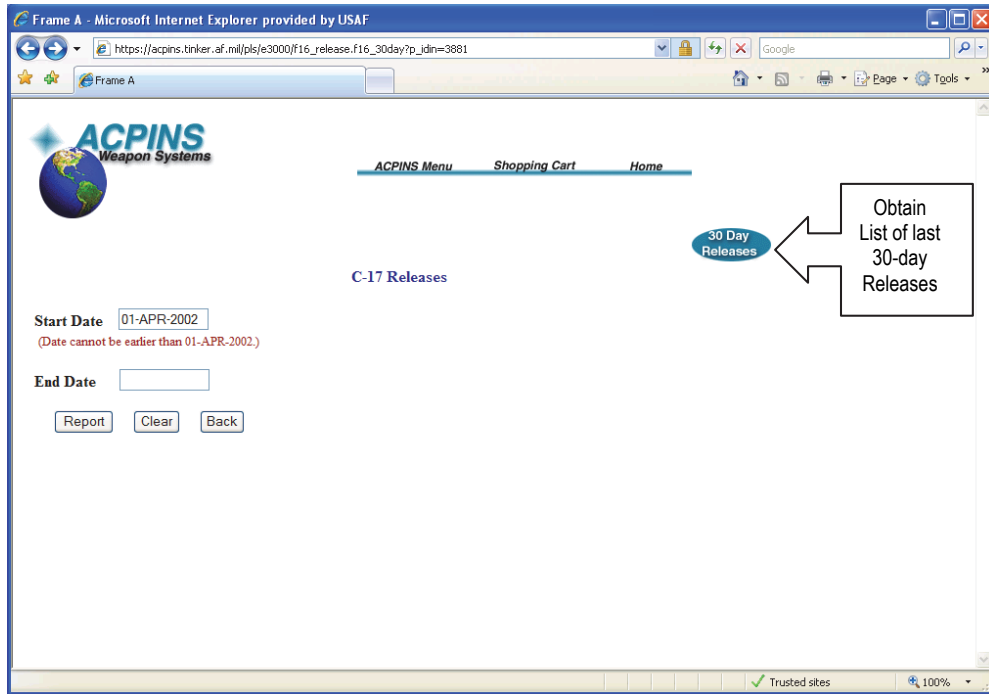 Frame A - Microsoft Internet Explorer provided by USAF
https://acpins.tinker.af.mil/pls/e3000/f16_release.f16_30day?p_idin=3881
Google
Frame A
Page
Tools
»
ACPINS
Weapon Systems
ACPINS Menu Shopping Cart Home
30 Day
Releases
Obtain
List of last
30-day
Releases
C-17 Releases
Start Date 01-APR-2002
(Date cannot be earlier than 01-APR-2002.)
End Date
Report Clear Back
Trusted sites
100%